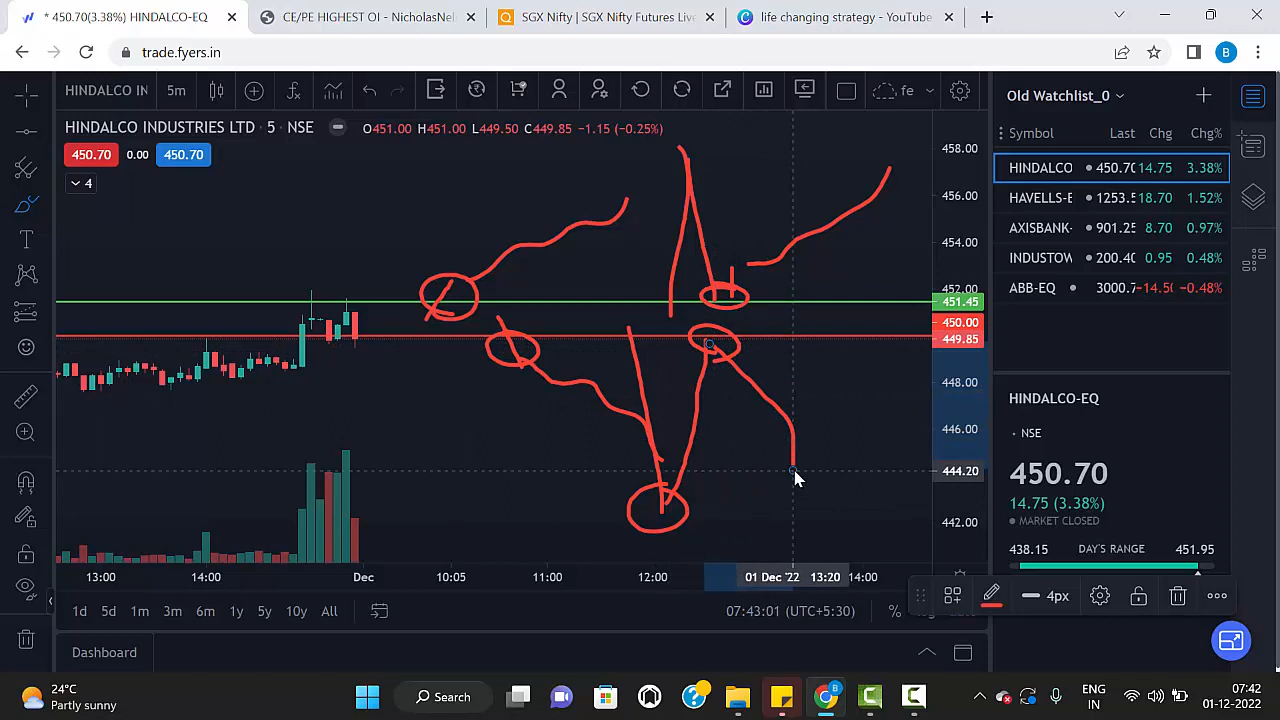 * 450.70(3.38%) HINDALCO-EQ
CE/PE HIGHEST OI - NicholasNel
SGX Nifty | SGX Nifty Futures Live
life changing strategy - YouTube
trade.fyers.in
B
HINDALCO IN
5m
fe
Old Watchlist_0
HINDALCO INDUSTRIES LTD · 5 · NSE
O451.00 H451.00 L449.50 C449.85 −1.15 (−0.25%)
450.70 0.00 450.70
4
Symbol Last Chg Chg%
HINDALCO 450.70 14.75 3.38%
HAVELLS-E 1253.5 18.70 1.52%
AXISBANK- 901.25 8.70 0.97%
INDUSTOW 200.40 0.95 0.48%
ABB-EQ 3000.7 −14.50 −0.48%
458.00
456.00
454.00
452.00
451.45
450.00
449.85
448.00
446.00
444.20
442.00
HINDALCO-EQ
· NSE
450.70
14.75 (3.38%)
MARKET CLOSED
438.15 DAY'S RANGE 451.95
13:00 14:00 Dec 10:05 11:00 12:00 01 Dec '22 13:20 14:00
4px
1d 5d 1m 3m 6m 1y 5y 10y All
07:43:01 (UTC+5:30)
%
Dashboard
24°C
Partly sunny
Search
B
ENG
IN
07:42
01-12-2022